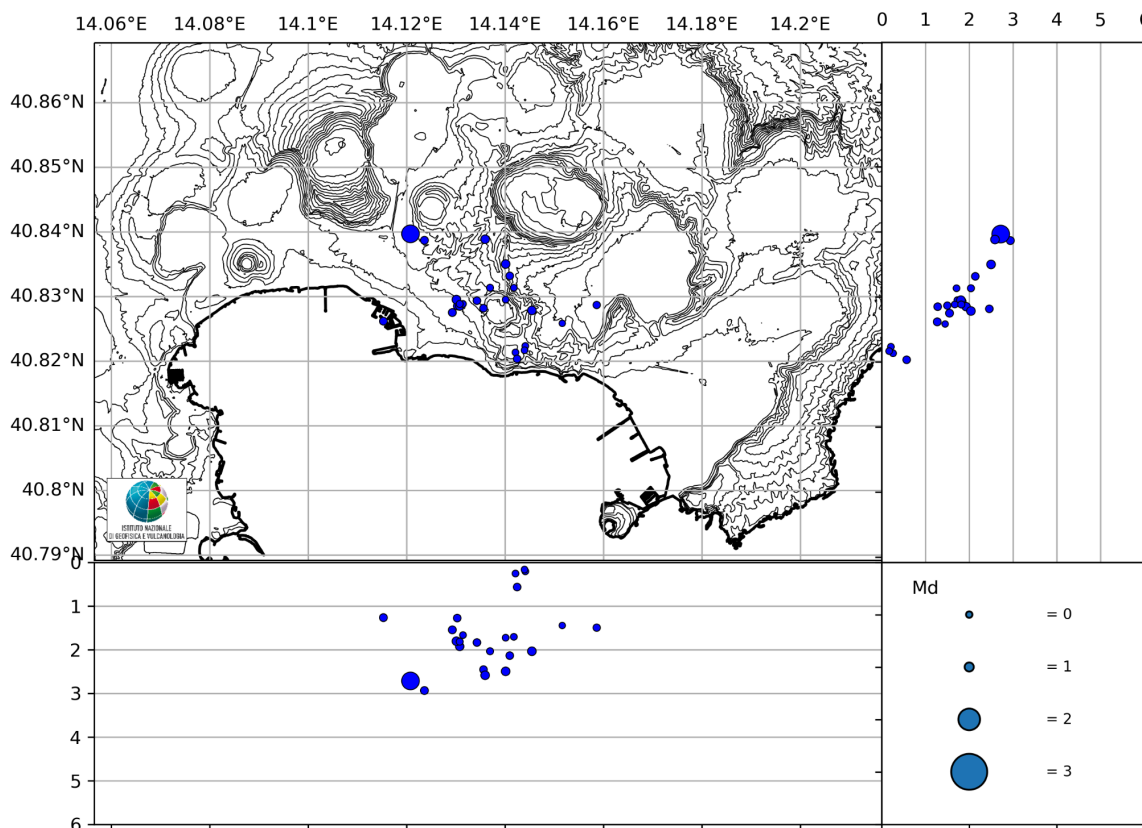 14.06°E 14.08°E 14.1°E 14.12°E 14.14°E 14.16°E 14.18°E 14.2°E 0 1 2 3 4 5
40.86°N
40.85°N
40.84°N
40.83°N
40.82°N
40.81°N
40.8°N
40.79°N
ISTITUTO NAZIONALE
DI GEOFISICA E VULCANOLOGIA
0
1
2
3
4
5
6
Md
= 0
= 1
= 2
= 3